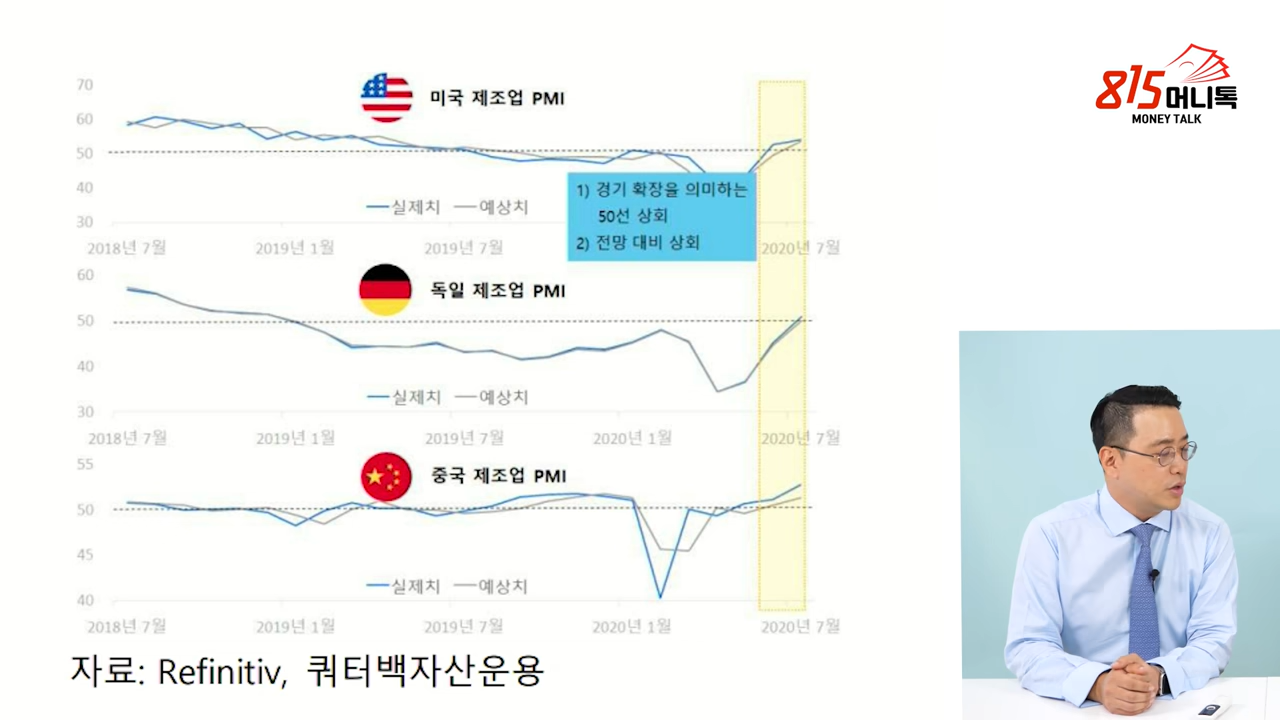 815머니톡
MONEY TALK
70
60
50
40
30
미국 제조업 PMI
실제치 예상치
2018년 7월 2019년 1월 2019년 7월 2020년 7월
1) 경기 확장을 의미하는
50선 상회
2) 전망 대비 상회
60
50
40
30
독일 제조업 PMI
실제치 예상치
2018년 7월 2019년 1월 2019년 7월 2020년 1월 2020년 7월
55
50
45
40
중국 제조업 PMI
실제치 예상치
2018년 7월 2019년 1월 2019년 7월 2020년 1월 2020년 7월
자료: Refinitiv, 쿼터백자산운용